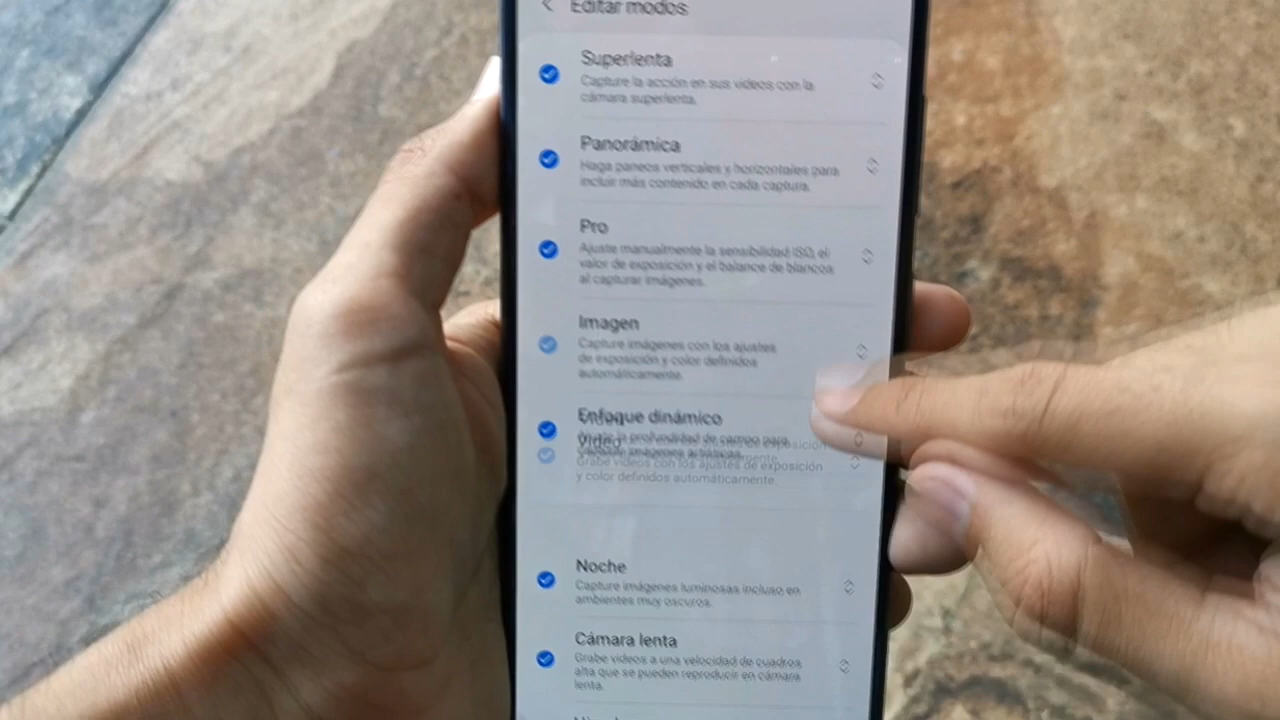 Editar modos
Superlenta
Capture la acción en sus videos con la
cámara superlenta.
Panorámica
Haga paneos verticales y horizontales para
incluir más contenido en cada captura.
Pro
Ajuste manualmente la sensibilidad ISO, el
valor de exposición y el balance de blancos
al capturar imágenes.
Imagen
Capture imágenes con los ajustes
de exposición y color definidos
automáticamente.
Enfoque dinámico
Video
Grabe videos con los ajustes de exposición
y color definidos automáticamente.
Noche
Capture imágenes luminosas incluso en
ambientes muy oscuros.
Cámara lenta
Grabe videos a una velocidad de cuadros
alta que se pueden reproducir en cámara
lenta.